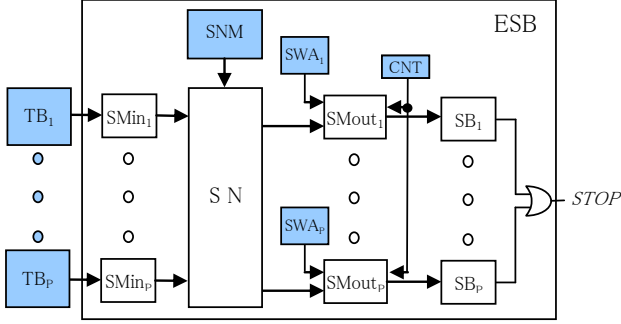 ESB
SNM
SWA₁
CNT
TB₁
SMin₁
SMout₁
SB₁
S N
STOP
SWAₚ
TBₚ
SMinₚ
SMoutₚ
SBₚ